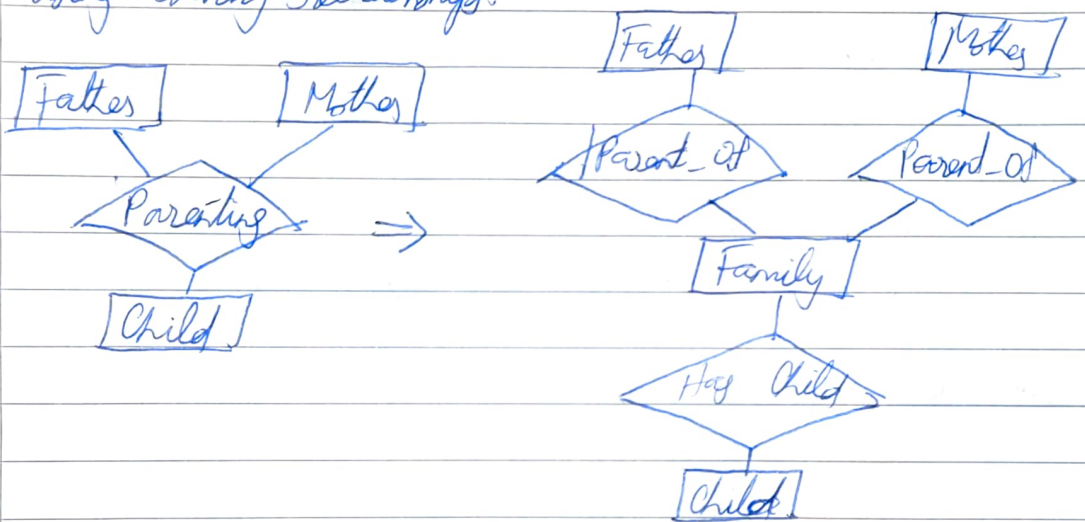 Father
Mother
Parenting
Child
⇒
Father
Mother
Parent_Of
Parent_Of
Family
Has Child
Child